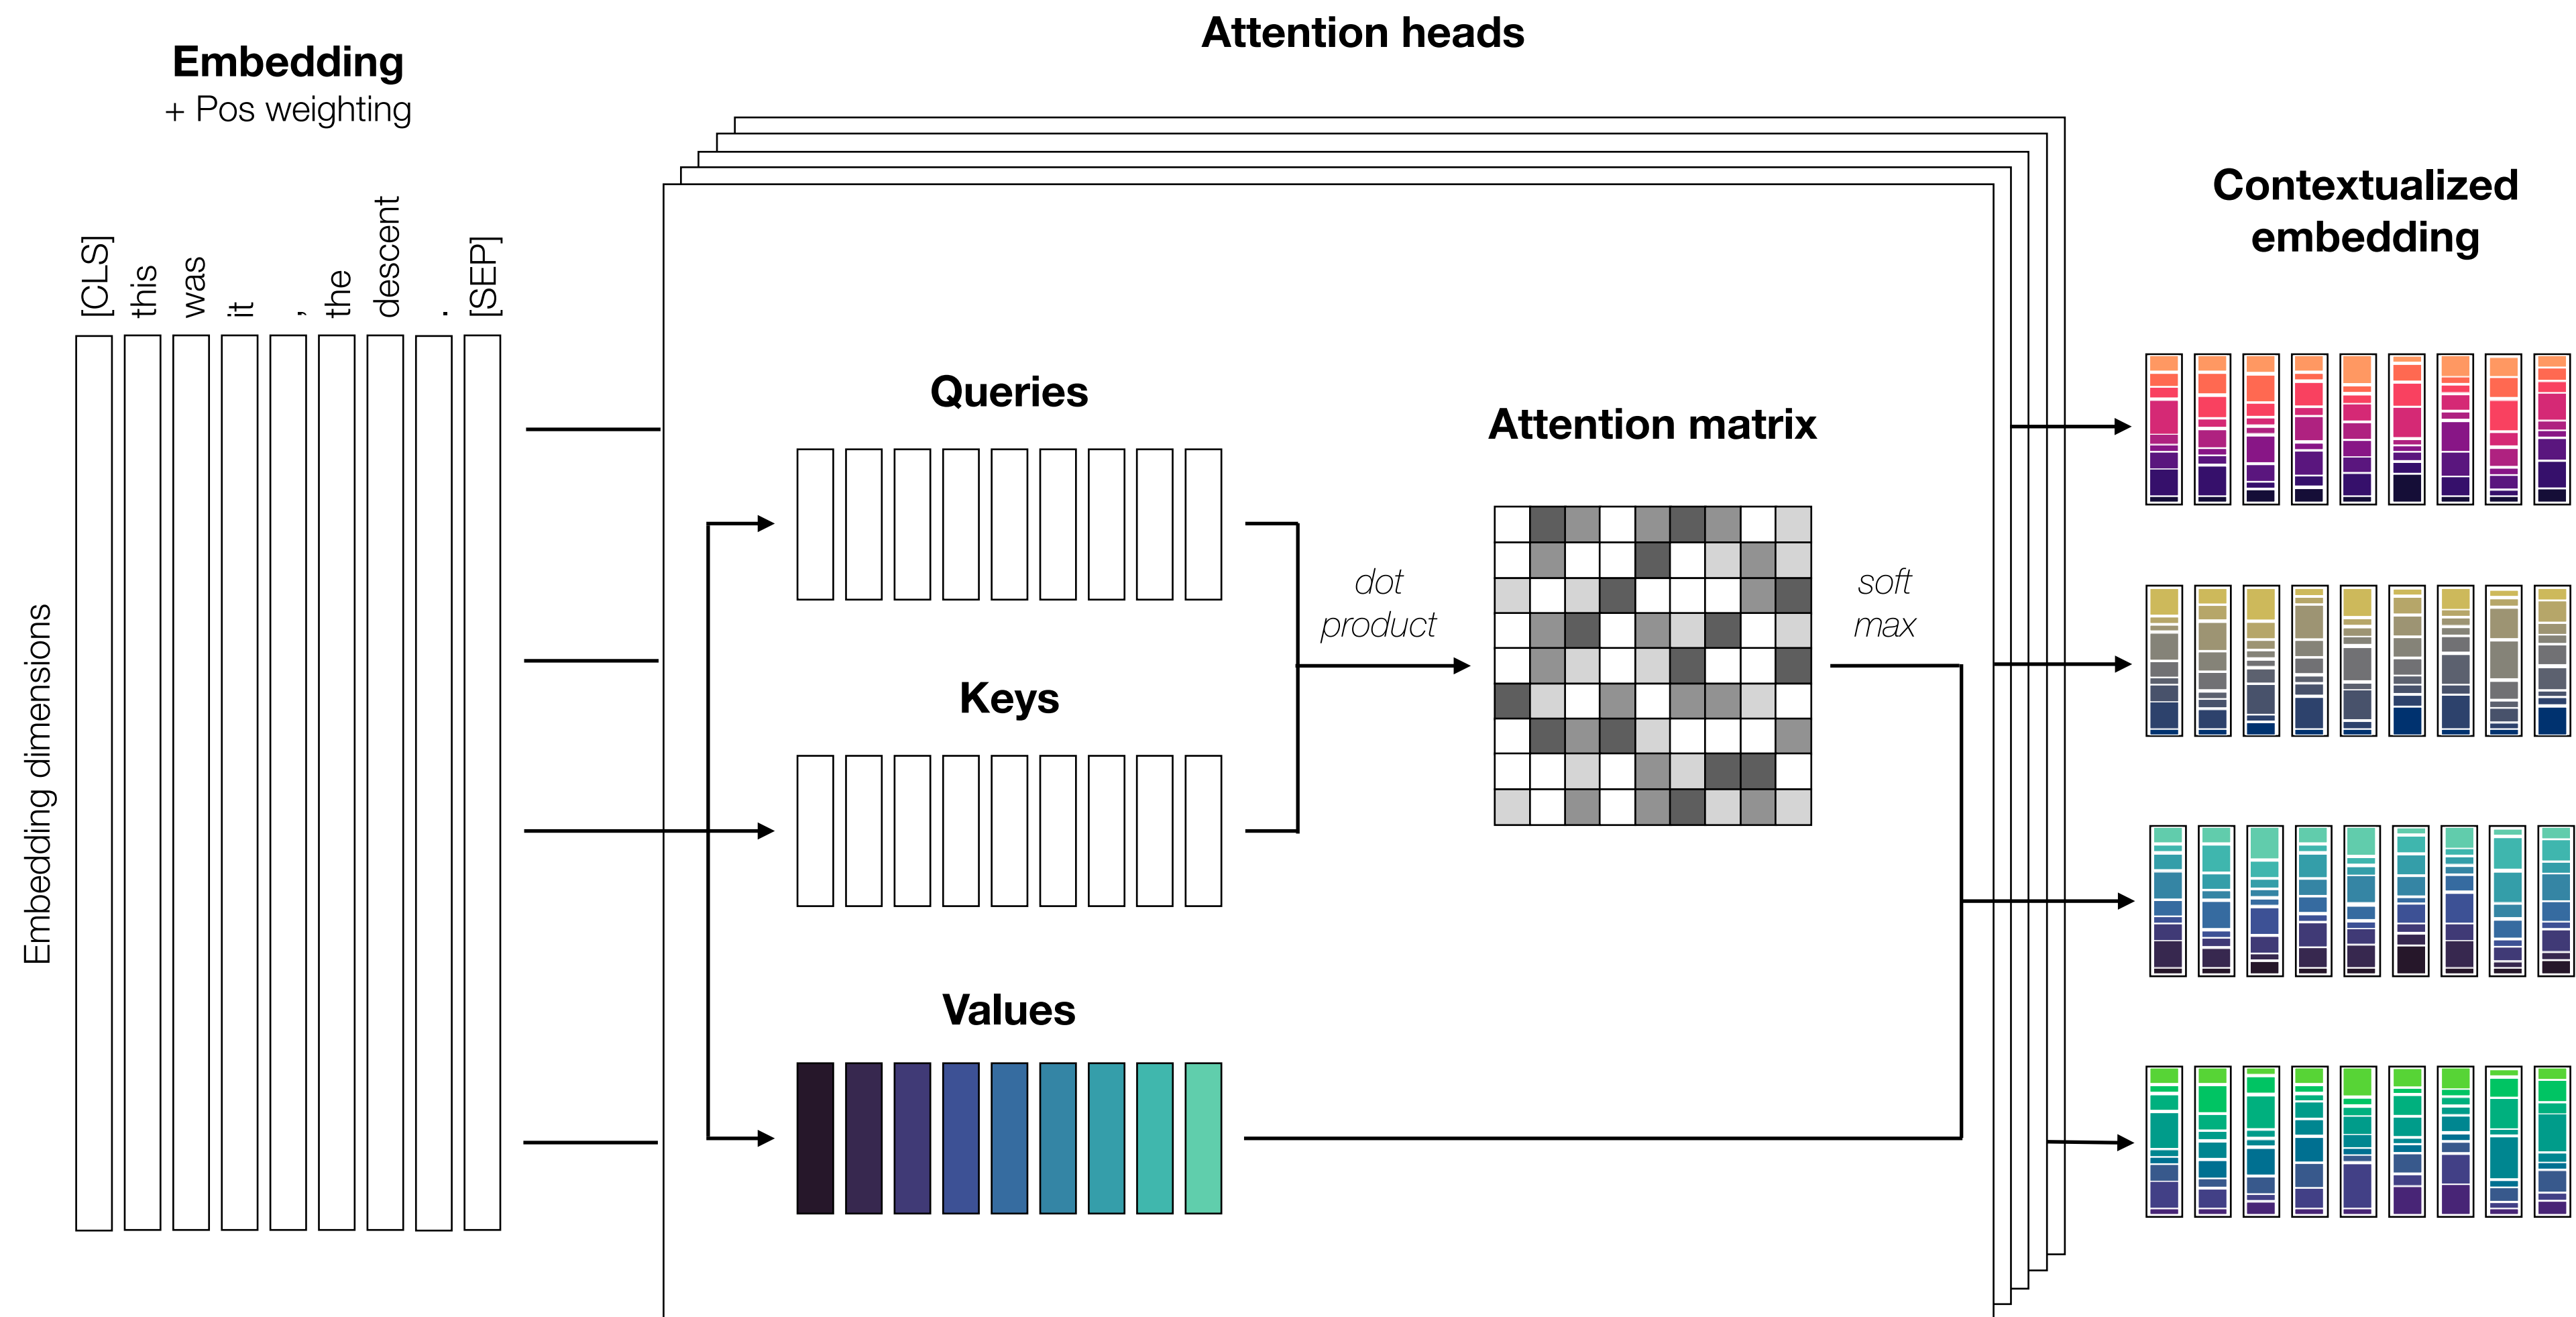 Attention heads
Embedding
+ Pos weighting
Contextualized
embedding
[CLS]
this
was
it
,
the
descent
.
[SEP]
Embedding dimensions
Queries
Attention matrix
dot
product
soft
max
Keys
Values